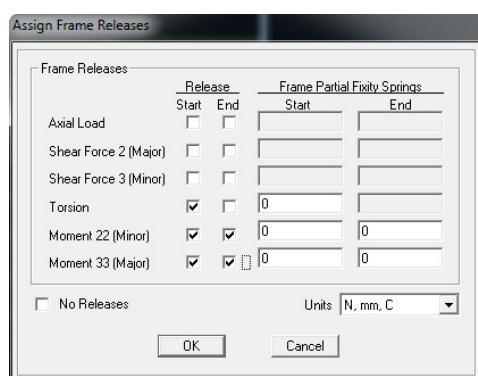 Assign Frame Releases
Frame Releases
Release Frame Partial Fixity Springs
Start End Start End
Axial Load
Shear Force 2 (Major)
Shear Force 3 (Minor)
Torsion 0
Moment 22 (Minor) 0 0
Moment 33 (Major) 0 0
No Releases Units N, mm, C
OK Cancel